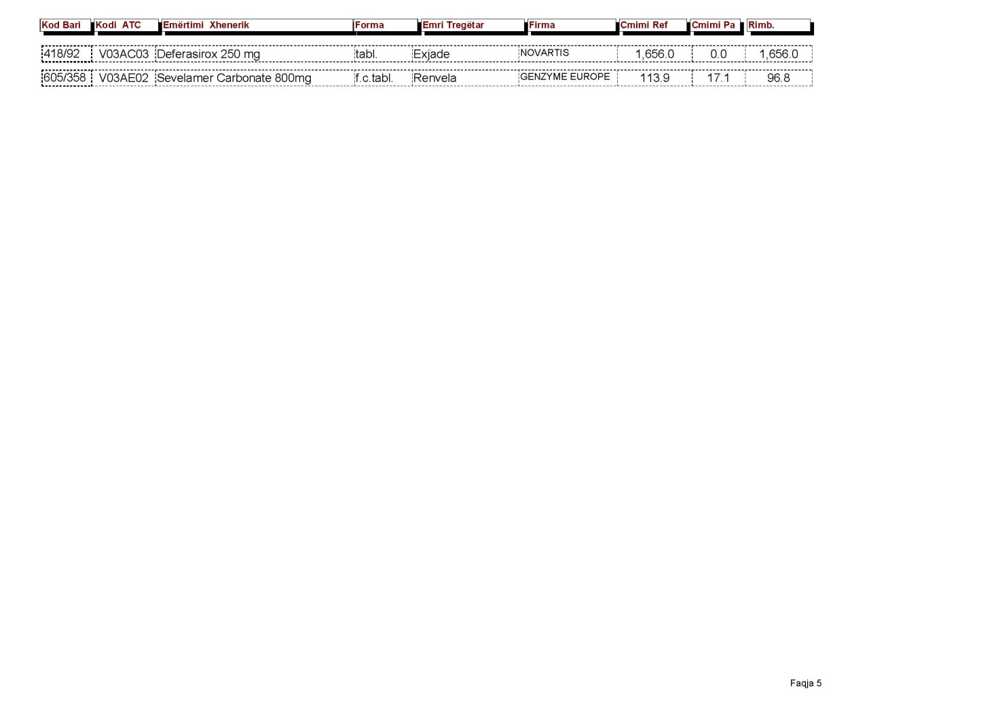 Kod Bari Kodi ATC Emërtimi Xhenerik Forma Emri Tregëtar Firma Cmimi Ref Cmimi Pa Rimb.
418/92 V03AC03 Deferasirox 250 mg tabl. Exjade NOVARTIS 1,656.0 0.0 1,656.0
605/358 V03AE02 Sevelamer Carbonate 800mg f.c.tabl. Renvela GENZYME EUROPE 113.9 17.1 96.8
Faqja 5